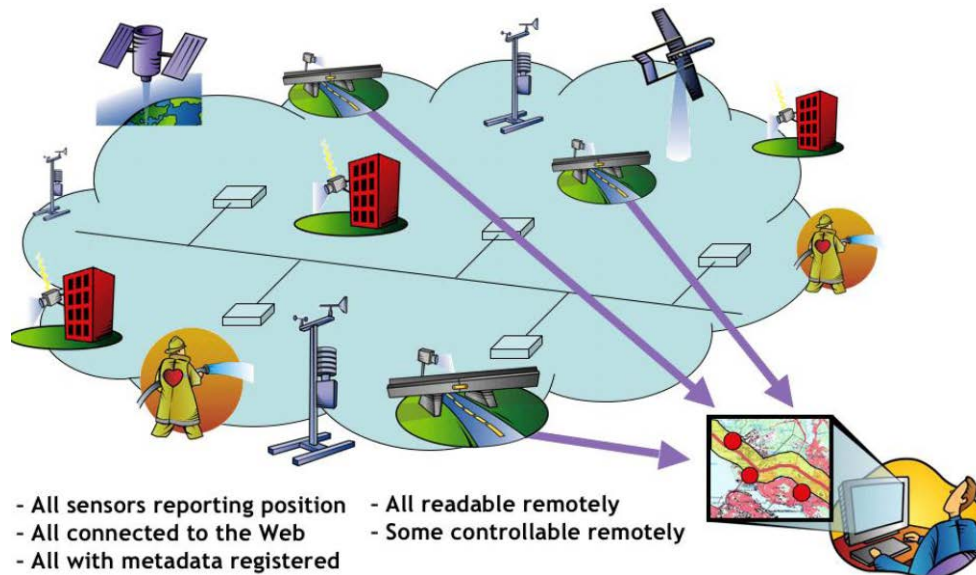 - All sensors reporting position
- All connected to the Web
- All with metadata registered
- All readable remotely
- Some controllable remotely